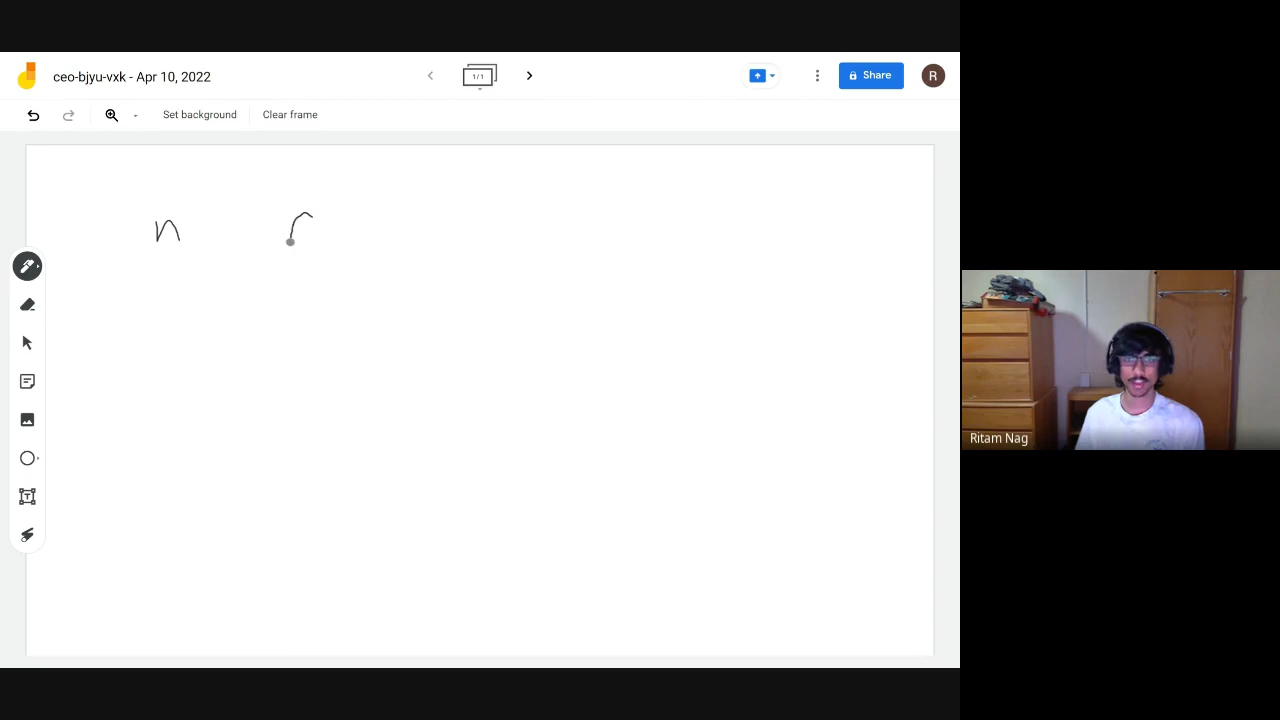 ceo-bjyu-vxk - Apr 10, 2022
1/1
Share
R
Set background
Clear frame
n
Ritam Nag